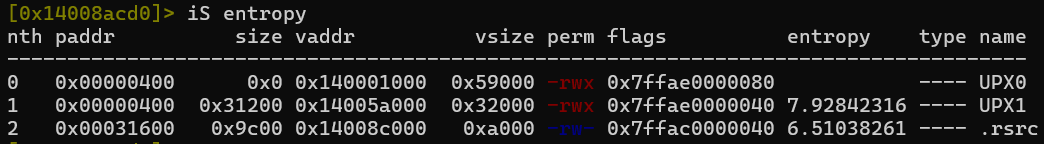 [0x14008acd0]> iS entropy
nth paddr size vaddr vsize perm flags entropy type name
0 0x00000400 0x0 0x140001000 0x59000 -rwx 0x7ffae0000080 ---- UPX0
1 0x00000400 0x31200 0x14005a000 0x32000 -rwx 0x7ffae0000040 7.92842316 ---- UPX1
2 0x00031600 0x9c00 0x14008c000 0xa000 -rw- 0x7ffac0000040 6.51038261 ---- .rsrc